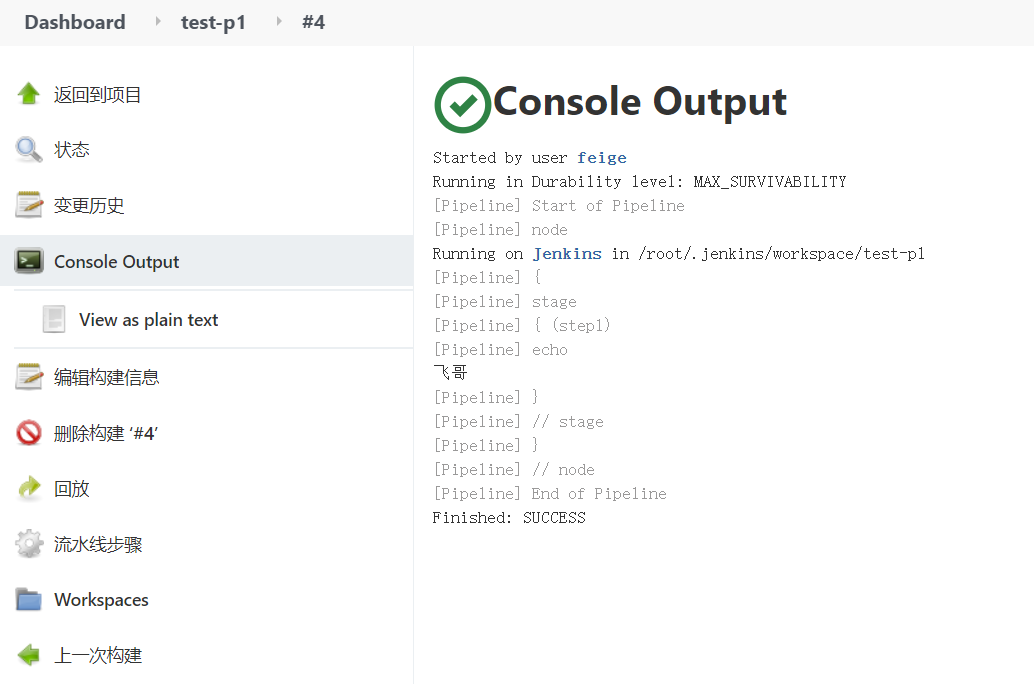 Dashboard test-p1 #4
返回到项目
状态
变更历史
Console Output
View as plain text
编辑构建信息
删除构建 ‘#4’
回放
流水线步骤
Workspaces
上一次构建
Console Output
Started by user feige
Running in Durability level: MAX_SURVIVABILITY
[Pipeline] Start of Pipeline
[Pipeline] node
Running on Jenkins in /root/.jenkins/workspace/test-p1
[Pipeline] {
[Pipeline] stage
[Pipeline] { (step1)
[Pipeline] echo
飞哥
[Pipeline] }
[Pipeline] // stage
[Pipeline] }
[Pipeline] // node
[Pipeline] End of Pipeline
Finished: SUCCESS